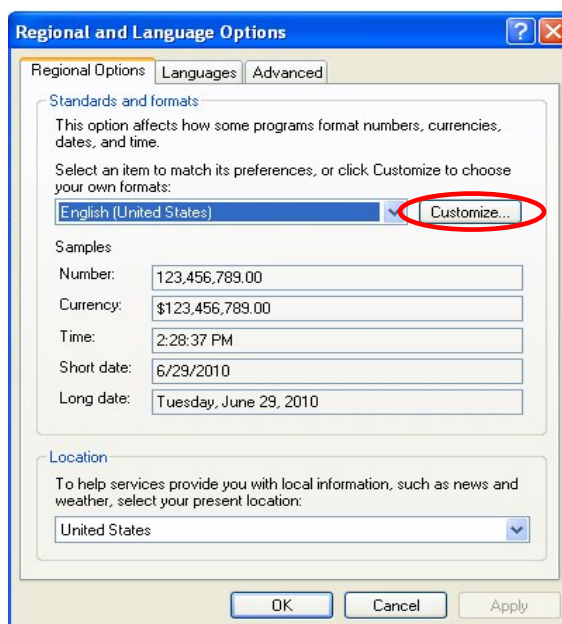 Regional and Language Options
Regional Options Languages Advanced
Standards and formats
This option affects how some programs format numbers, currencies,
dates, and time.
Select an item to match its preferences, or click Customize to choose
your own formats:
English (United States) Customize...
Samples
Number: 123,456,789.00
Currency: $123,456,789.00
Time: 2:28:37 PM
Short date: 6/29/2010
Long date: Tuesday, June 29, 2010
Location
To help services provide you with local information, such as news and
weather, select your present location:
United States
OK Cancel Apply